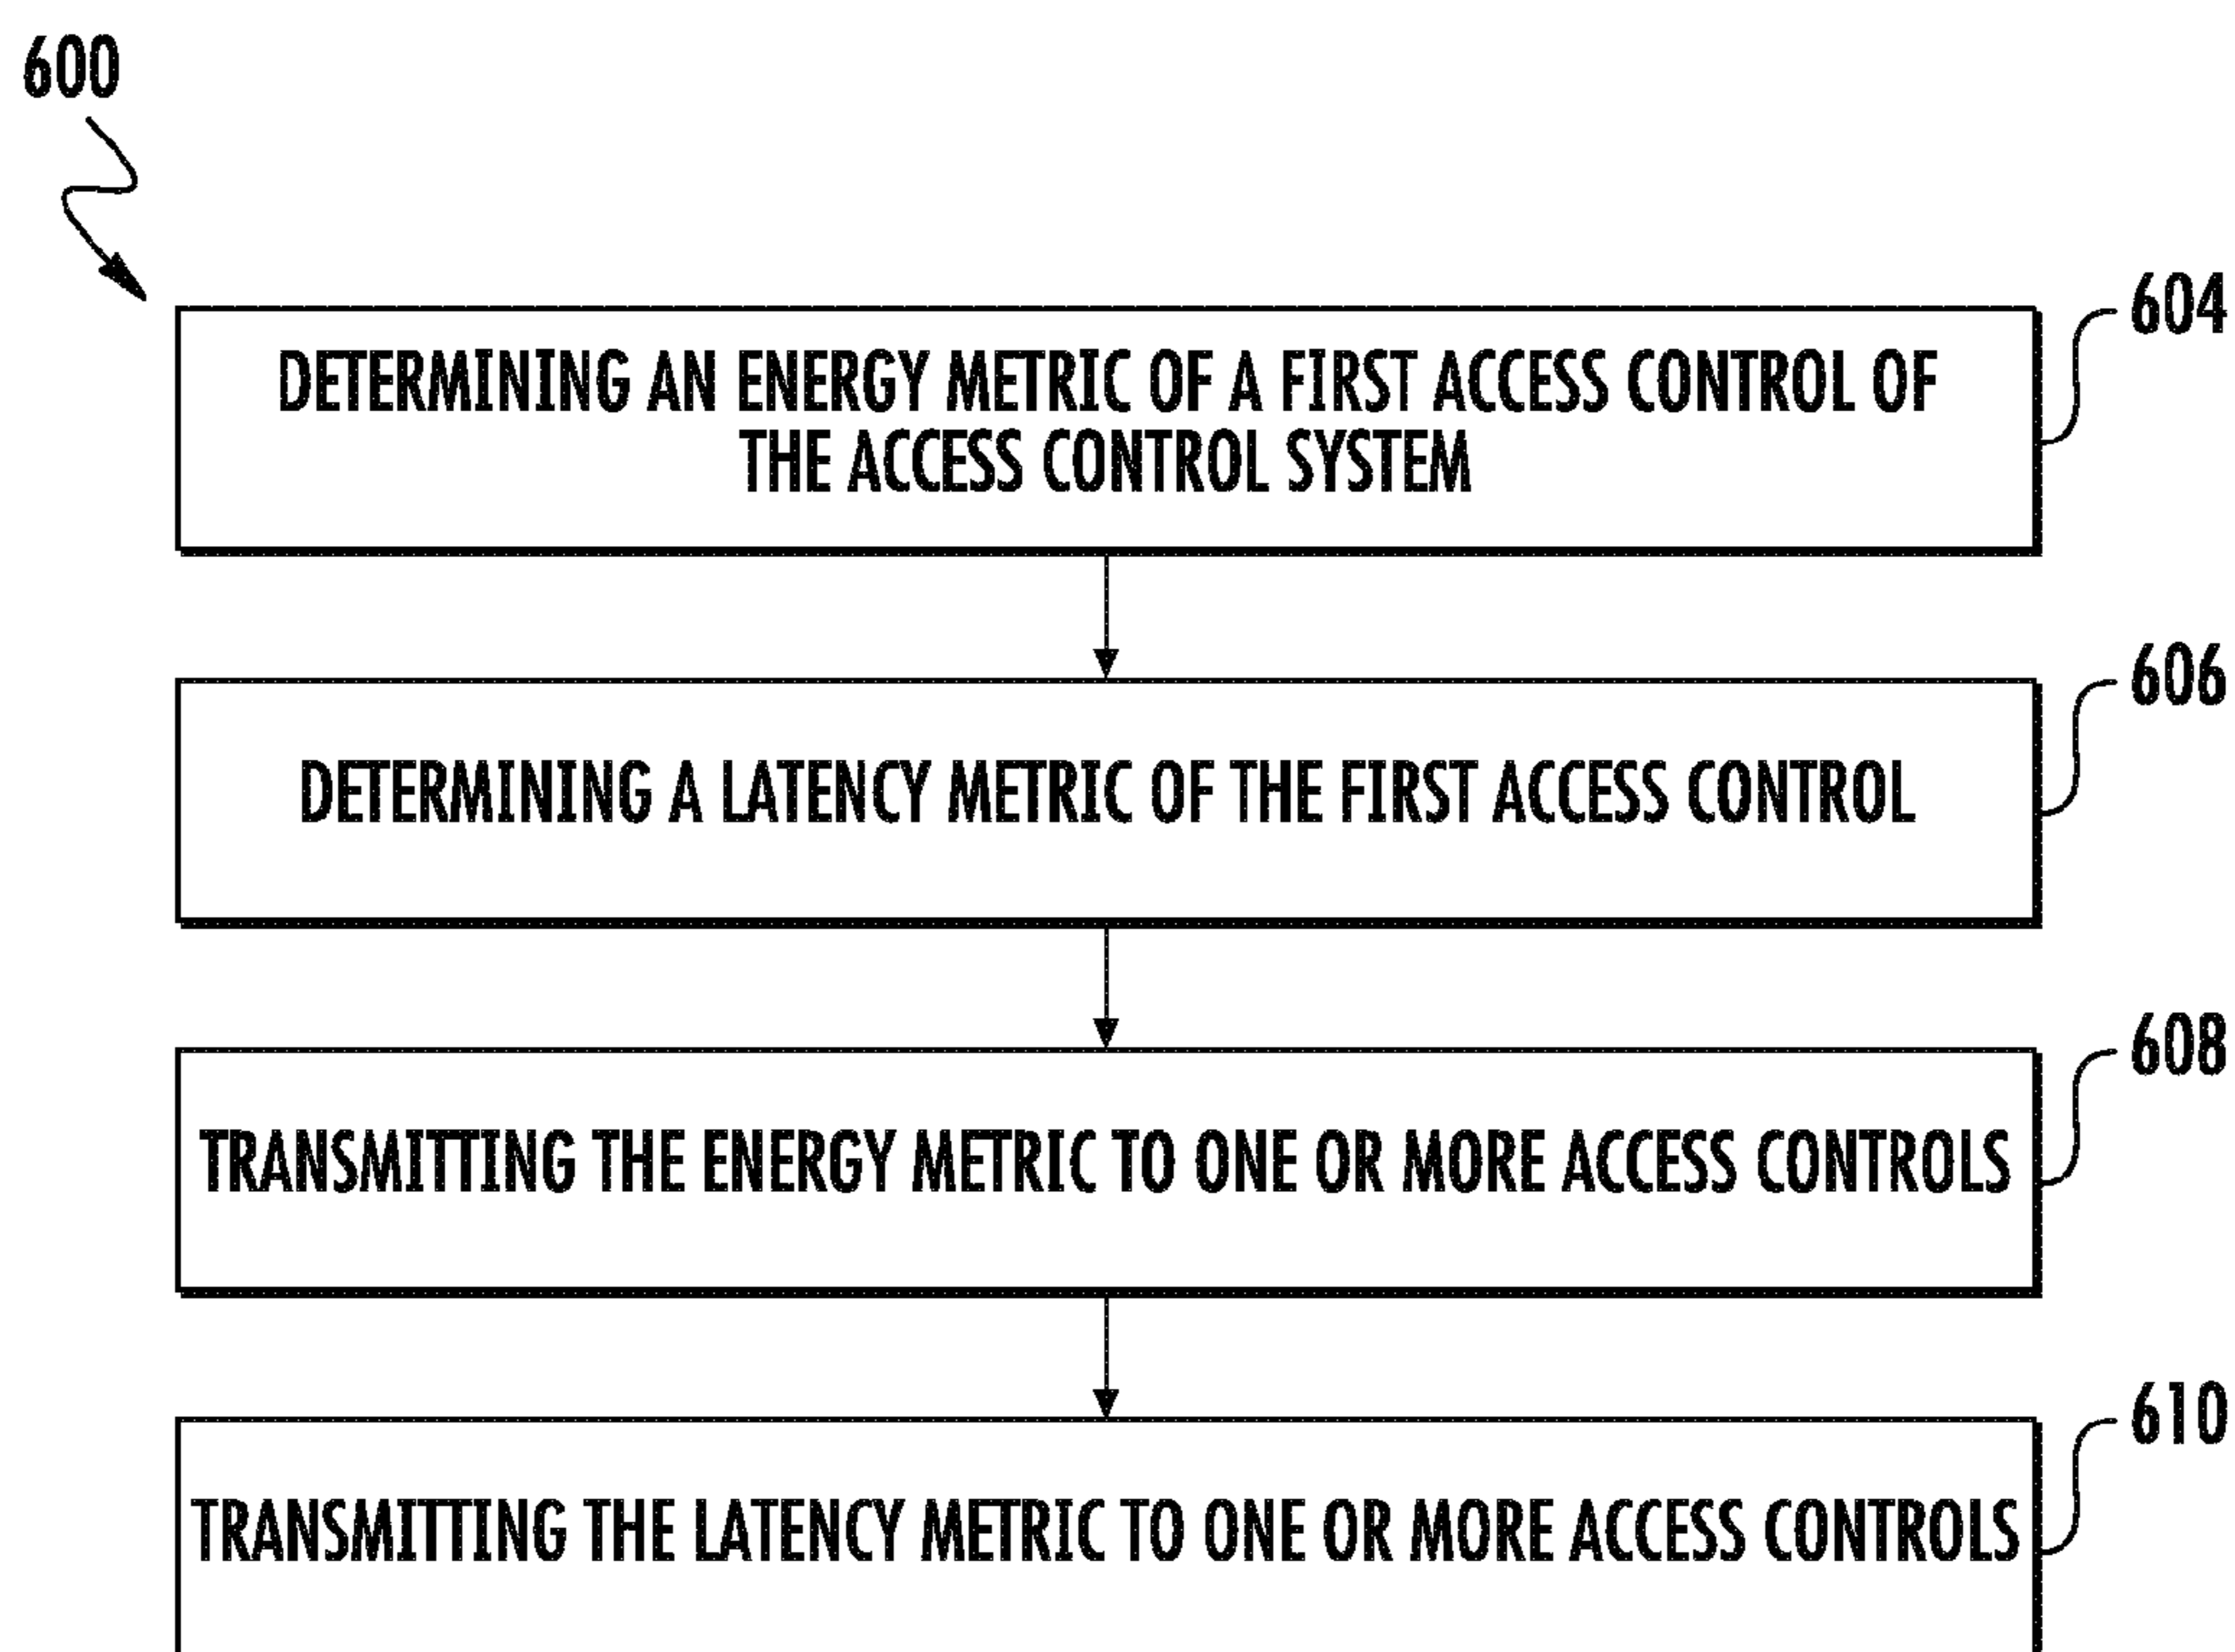 600
604
DETERMINING AN ENERGY METRIC OF A FIRST ACCESS CONTROL OF
THE ACCESS CONTROL SYSTEM
606
DETERMINING A LATENCY METRIC OF THE FIRST ACCESS CONTROL
608
TRANSMITTING THE ENERGY METRIC TO ONE OR MORE ACCESS CONTROLS
610
TRANSMITTING THE LATENCY METRIC TO ONE OR MORE ACCESS CONTROLS